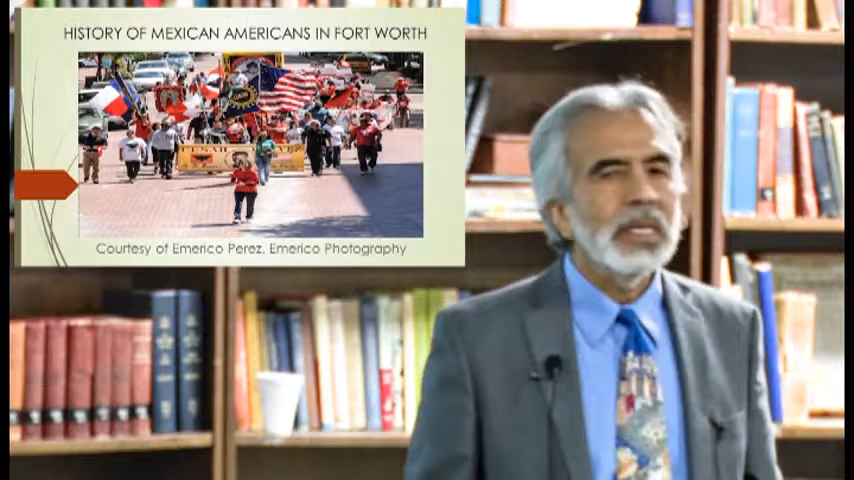 HISTORY OF MEXICAN AMERICANS IN FORT WORTH
Courtesy of Emerico Perez, Emerico Photography